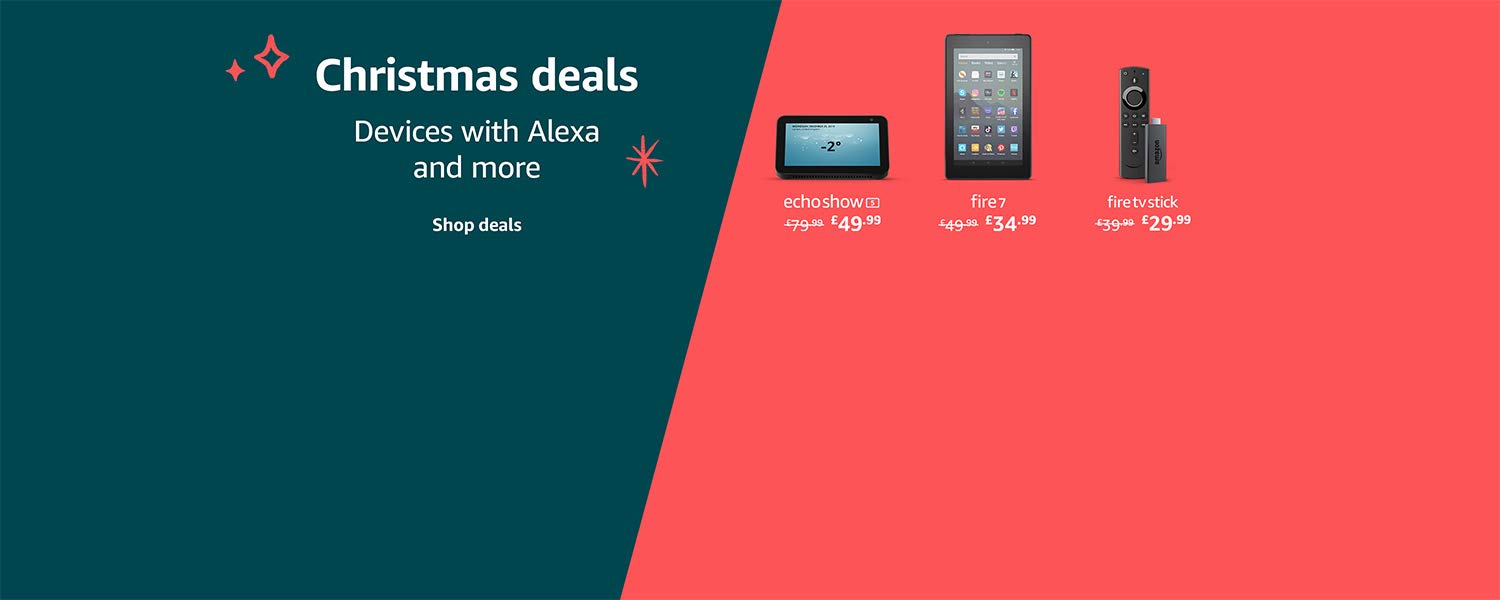 Christmas deals
Devices with Alexa
and more
Shop deals
-2°
amazon
echo show 5
£79.99 £49.99
fire 7
£49.99 £34.99
fire tv stick
£39.99 £29.99